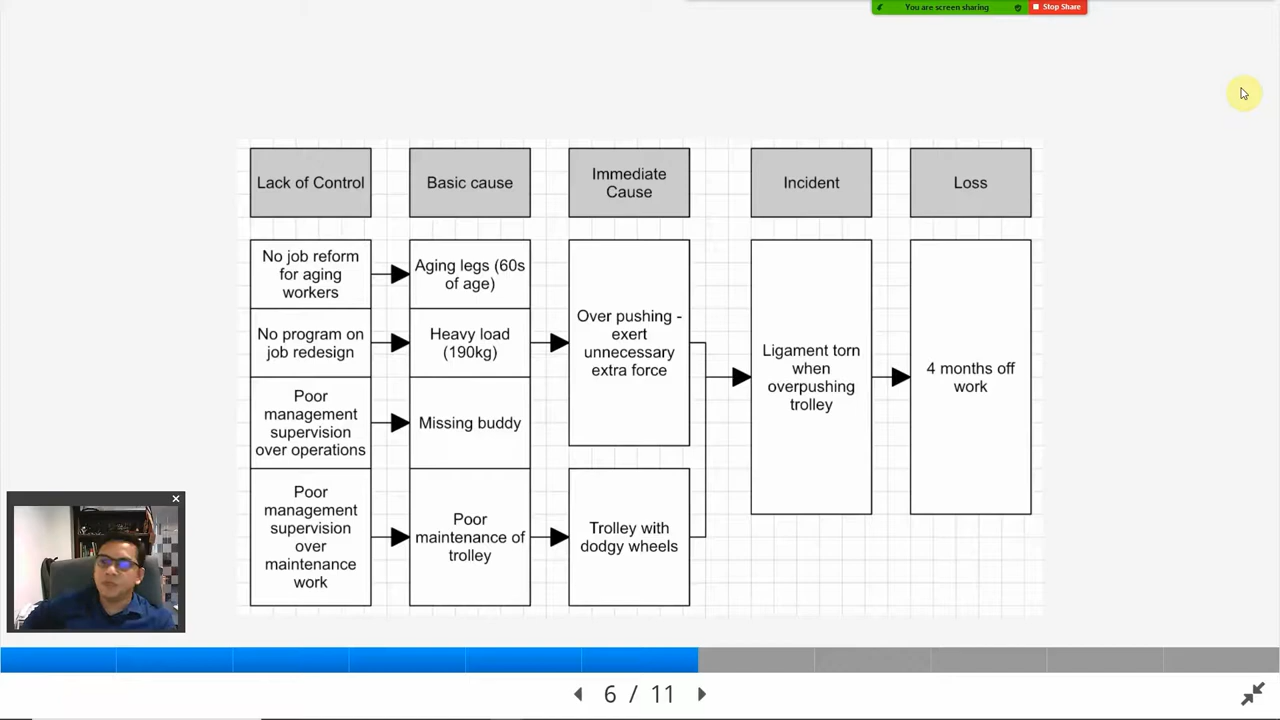 You are screen sharing
Stop Share
Lack of Control
Basic cause
Immediate
Cause
Incident
Loss
No job reform
for aging
workers
Aging legs (60s
of age)
No program on
job redesign
Heavy load
(190kg)
Poor
management
supervision
over operations
Missing buddy
Poor
management
supervision
over
maintenance
work
Poor
maintenance of
trolley
Over pushing -
exert
unnecessary
extra force
Trolley with
dodgy wheels
Ligament torn
when
overpushing
trolley
4 months off
work
6 / 11